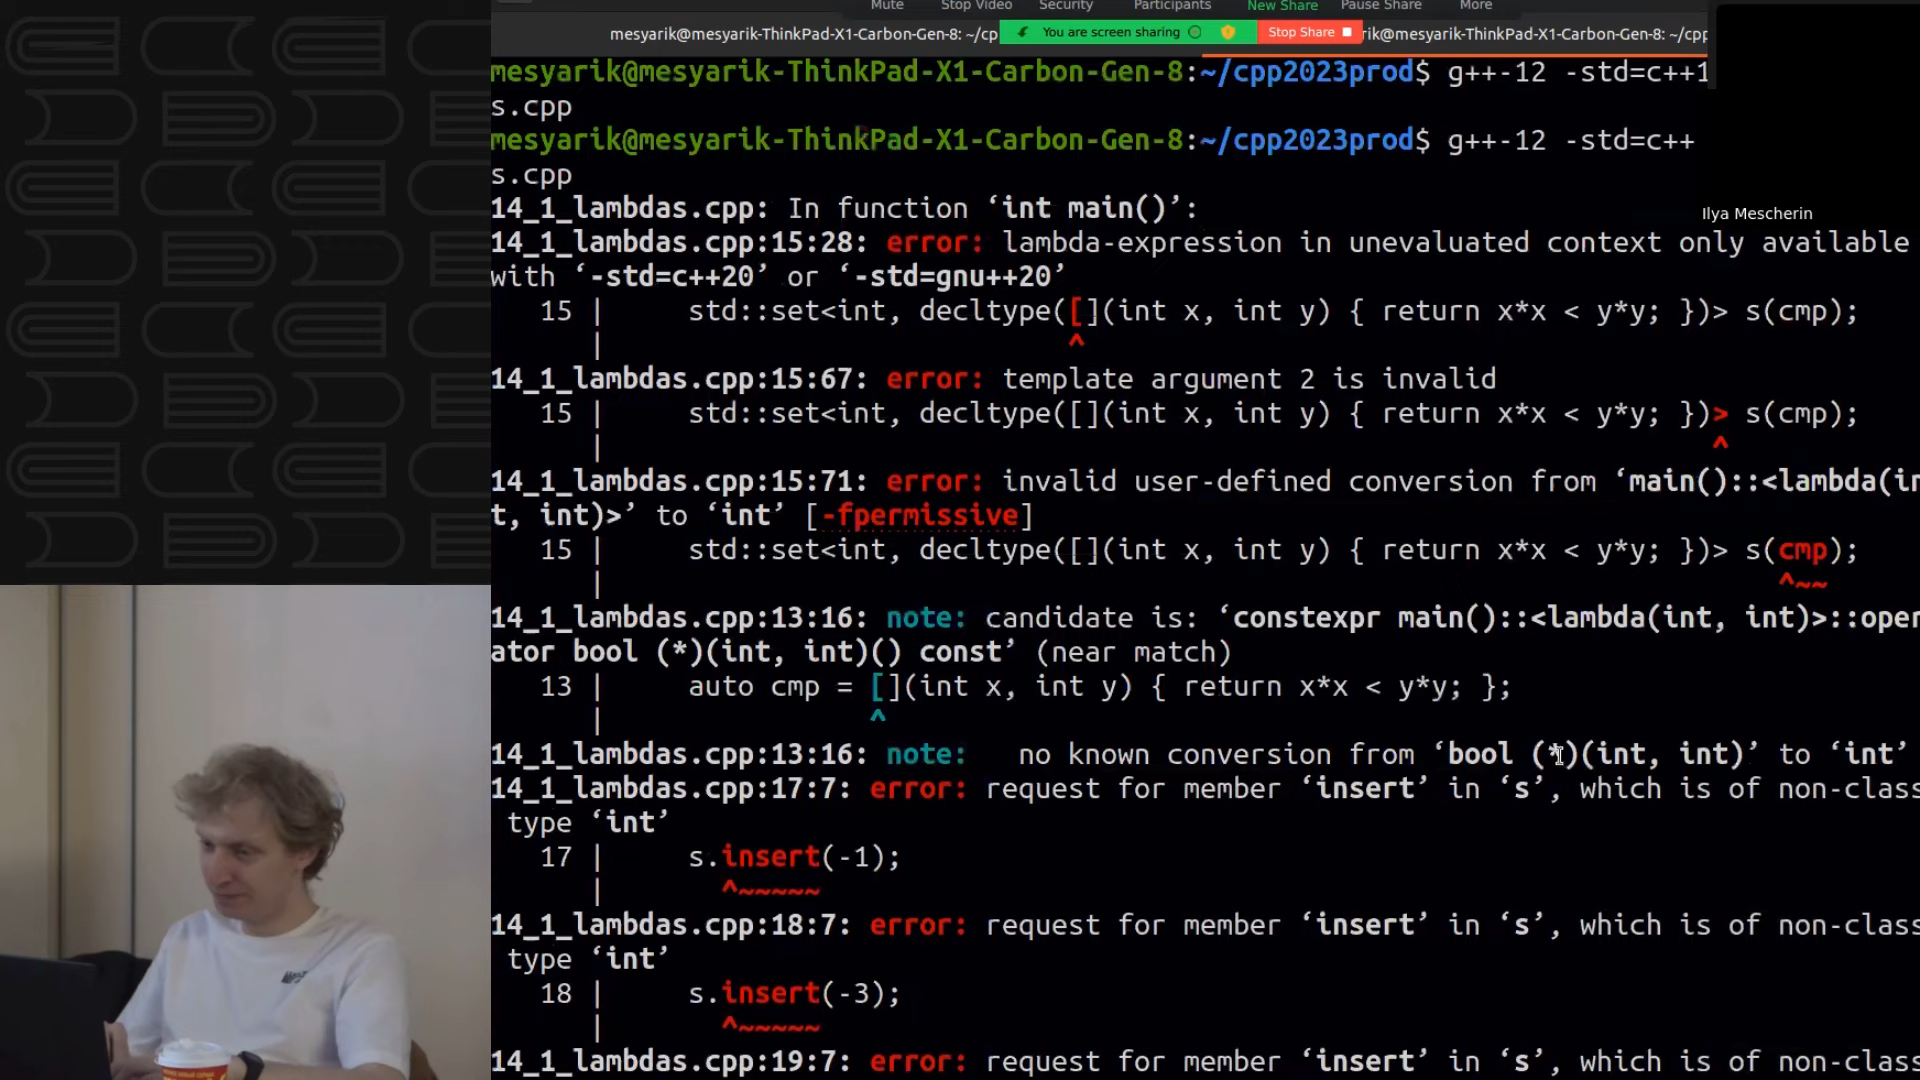 Mute Stop Video Security Participants New Share Pause Share More
mesyarik@mesyarik-ThinkPad-X1-Carbon-Gen-8: ~/cp You are screen sharing Stop Share rik@mesyarik-ThinkPad-X1-Carbon-Gen-8: ~/cpp
mesyarik@mesyarik-ThinkPad-X1-Carbon-Gen-8:~/cpp2023prod$ g++-12 -std=c++1
s.cpp
mesyarik@mesyarik-ThinkPad-X1-Carbon-Gen-8:~/cpp2023prod$ g++-12 -std=c++
s.cpp
14_1_lambdas.cpp: In function ‘int main()’:
Ilya Mescherin
14_1_lambdas.cpp:15:28: error: lambda-expression in unevaluated context only available
with ‘-std=c++20’ or ‘-std=gnu++20’
15 | std::set<int, decltype([](int x, int y) { return x*x < y*y; })> s(cmp);
| ^
14_1_lambdas.cpp:15:67: error: template argument 2 is invalid
15 | std::set<int, decltype([](int x, int y) { return x*x < y*y; })> s(cmp);
| ^
14_1_lambdas.cpp:15:71: error: invalid user-defined conversion from ‘main()::<lambda(in
t, int)>’ to ‘int’ [-fpermissive]
15 | std::set<int, decltype([](int x, int y) { return x*x < y*y; })> s(cmp);
| ^~~
14_1_lambdas.cpp:13:16: note: candidate is: ‘constexpr main()::<lambda(int, int)>::oper
ator bool (*)(int, int)() const’ (near match)
13 | auto cmp = [](int x, int y) { return x*x < y*y; };
| ^
14_1_lambdas.cpp:13:16: note: no known conversion from ‘bool (*)(int, int)’ to ‘int’
14_1_lambdas.cpp:17:7: error: request for member ‘insert’ in ‘s’, which is of non-class
type ‘int’
17 | s.insert(-1);
| ^~~~~~
14_1_lambdas.cpp:18:7: error: request for member ‘insert’ in ‘s’, which is of non-class
type ‘int’
18 | s.insert(-3);
| ^~~~~~
14_1_lambdas.cpp:19:7: error: request for member ‘insert’ in ‘s’, which is of non-class